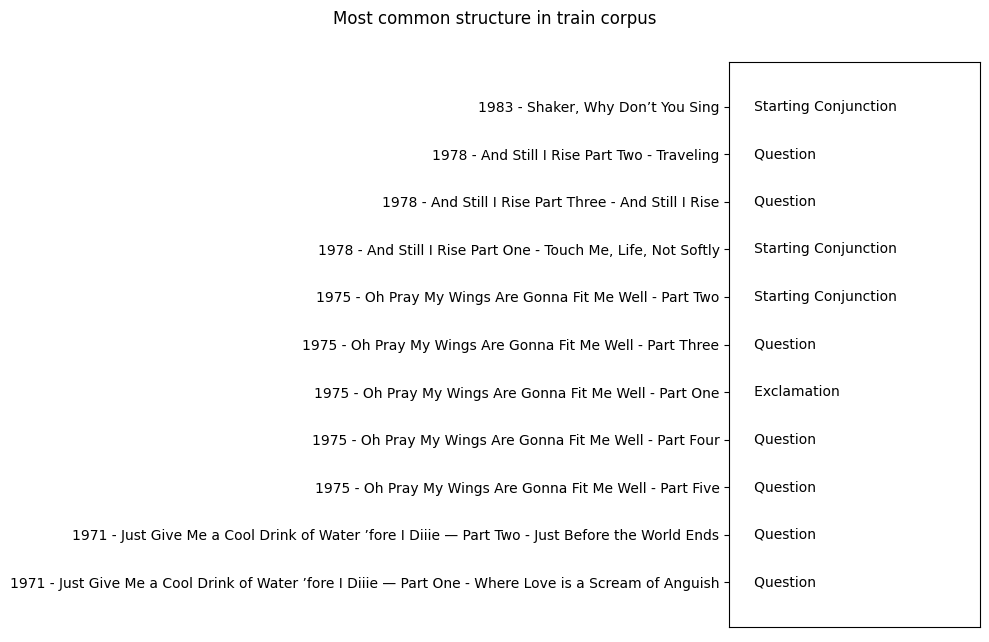 Most common structure in train corpus
1983 - Shaker, Why Don’t You Sing Starting Conjunction
1978 - And Still I Rise Part Two - Traveling Question
1978 - And Still I Rise Part Three - And Still I Rise Question
1978 - And Still I Rise Part One - Touch Me, Life, Not Softly Starting Conjunction
1975 - Oh Pray My Wings Are Gonna Fit Me Well - Part Two Starting Conjunction
1975 - Oh Pray My Wings Are Gonna Fit Me Well - Part Three Question
1975 - Oh Pray My Wings Are Gonna Fit Me Well - Part One Exclamation
1975 - Oh Pray My Wings Are Gonna Fit Me Well - Part Four Question
1975 - Oh Pray My Wings Are Gonna Fit Me Well - Part Five Question
1971 - Just Give Me a Cool Drink of Water ’fore I Diiie — Part Two - Just Before the World Ends Question
1971 - Just Give Me a Cool Drink of Water ’fore I Diiie — Part One - Where Love is a Scream of Anguish Question